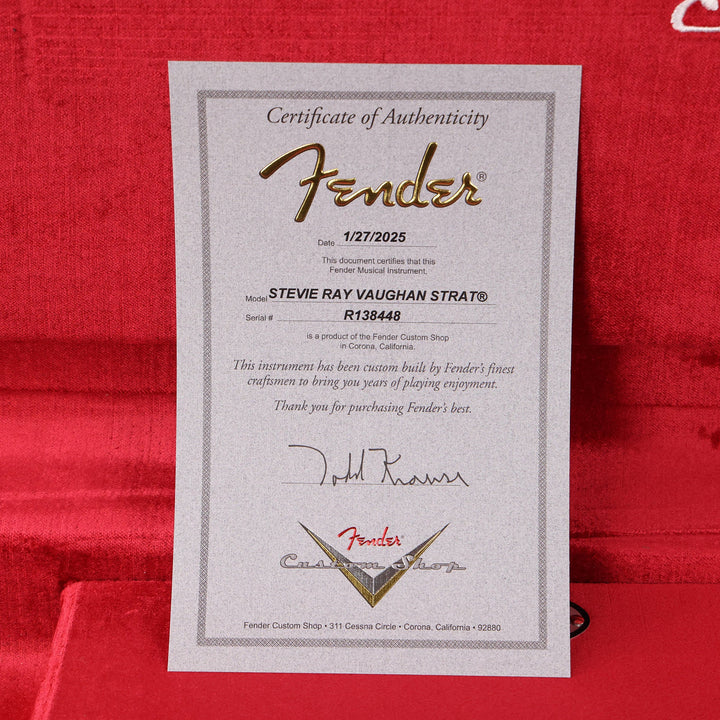 Certificate of Authenticity
Fender®
Date 1/27/2025
This document certifies that this
Fender Musical Instrument,
Model STEVIE RAY VAUGHAN STRAT®
Serial # R138448
is a product of the Fender Custom Shop
in Corona, California.
This instrument has been custom built by Fender's finest
craftsmen to bring you years of playing enjoyment.
Thank you for purchasing Fender's best.
Todd Krause
Fender
Custom Shop
Fender Custom Shop • 311 Cessna Circle • Corona, California • 92880